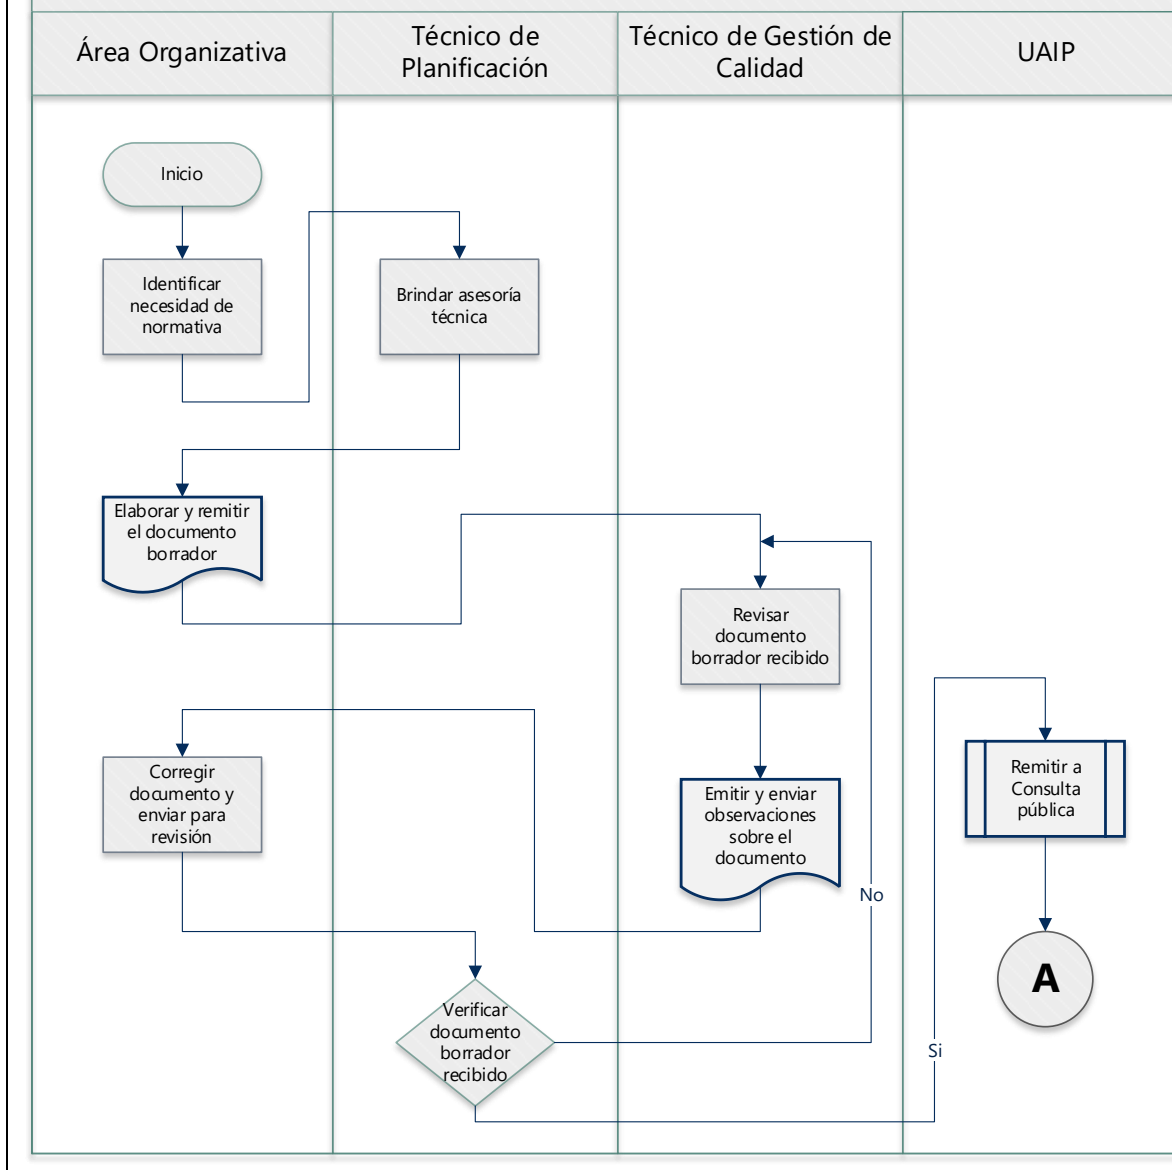 Área Organizativa
Técnico de
Planificación
Técnico de Gestión de
Calidad
UAIP
Inicio
Identificar
necesidad de
normativa
Brindar asesoría
técnica
Elaborar y remitir
el documento
borrador
Revisar
documento
borrador recibido
Corregir
documento y
enviar para
revisión
Emitir y enviar
observaciones
sobre el
documento
Remitir a
Consulta
pública
No
A
Verificar
documento
borrador
recibido
Si